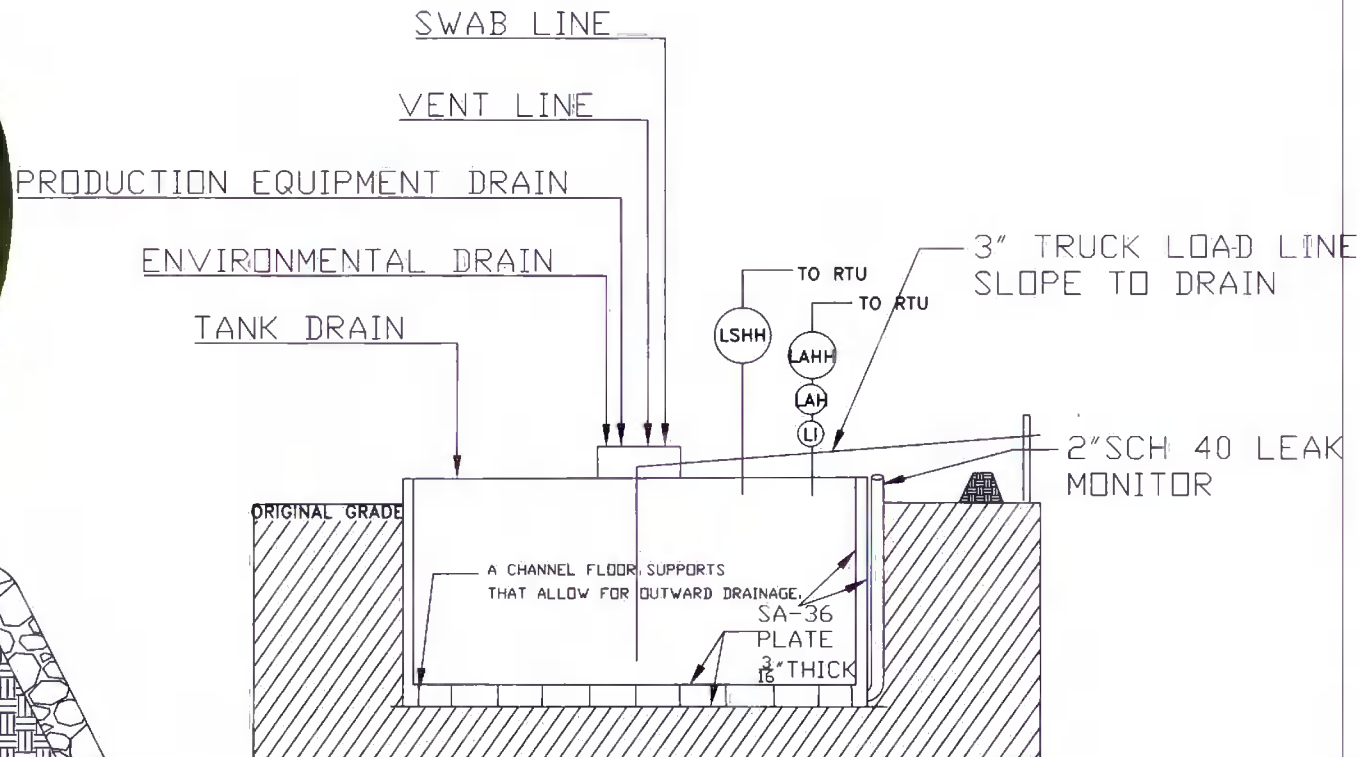 SWAB LINE
VENT LINE
PRODUCTION EQUIPMENT DRAIN
ENVIRONMENTAL DRAIN
TANK DRAIN
TO RTU
TO RTU
3" TRUCK LOAD LINE
SLOPE TO DRAIN
LSHH
LAHH
LAH
LI
2"SCH 40 LEAK
MONITOR
ORIGINAL GRADE
A CHANNEL FLOOR SUPPORTS
THAT ALLOW FOR OUTWARD DRAINAGE.
SA-36
PLATE
3/16" THICK